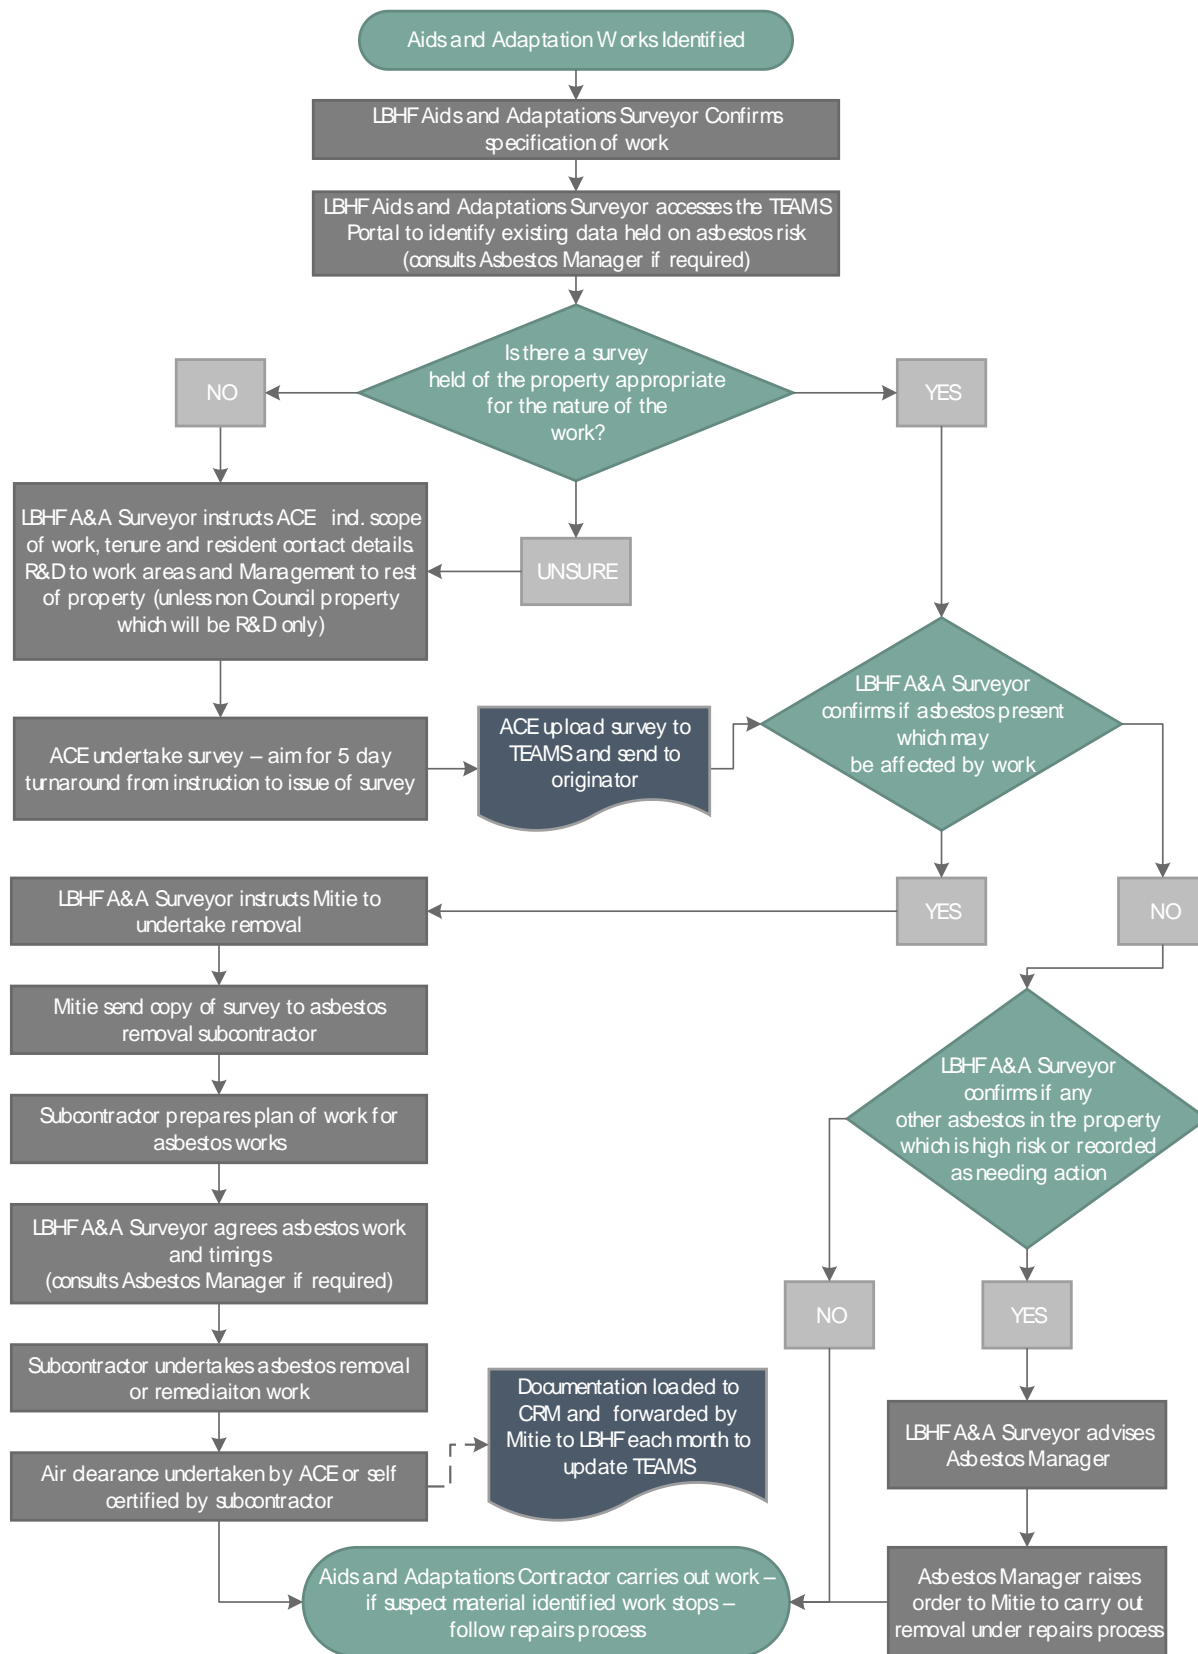 Aids and Adaptation Works Identified
LBHF Aids and Adaptations Surveyor Confirms
specification of work
LBHF Aids and Adaptations Surveyor accesses the TEAMS
Portal to identify existing data held on asbestos risk
(consults Asbestos Manager if required)
Is there a survey
held of the property appropriate
for the nature of the
work?
NO
YES
UNSURE
LBHF A&A Surveyor instructs ACE incl. scope
of work, tenure and resident contact details.
R&D to work areas and Management to rest
of property (unless non Council property
which will be R&D only)
ACE undertake survey – aim for 5 day
turnaround from instruction to issue of survey
ACE upload survey to
TEAMS and send to
originator
LBHF A&A Surveyor
confirms if asbestos present
which may
be affected by work
YES
NO
LBHF A&A Surveyor instructs Mitie to
undertake removal
Mitie send copy of survey to asbestos
removal subcontractor
Subcontractor prepares plan of work for
asbestos works
LBHF A&A Surveyor agrees asbestos work
and timings
(consults Asbestos Manager if required)
Subcontractor undertakes asbestos removal
or remediaiton work
Air clearance undertaken by ACE or self
certified by subcontractor
Documentation loaded to
CRM and forwarded by
Mitie to LBHF each month to
update TEAMS
LBHF A&A Surveyor
confirms if any
other asbestos in the property
which is high risk or recorded
as needing action
NO
YES
LBHF A&A Surveyor advises
Asbestos Manager
Asbestos Manager raises
order to Mitie to carry out
removal under repairs process
Aids and Adaptations Contractor carries out work –
if suspect material identified work stops –
follow repairs process